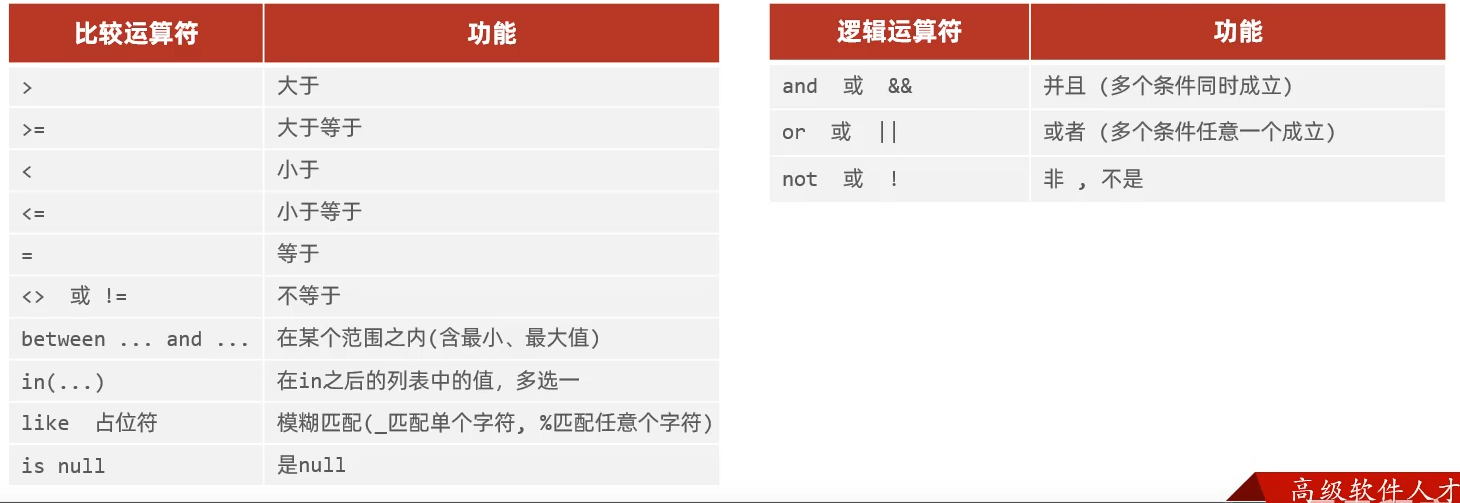 比较运算符 功能
> 大于
>= 大于等于
< 小于
<= 小于等于
= 等于
<> 或 != 不等于
between ... and ... 在某个范围之内(含最小、最大值)
in(...) 在in之后的列表中的值，多选一
like 占位符 模糊匹配(_匹配单个字符, %匹配任意个字符)
is null 是null
逻辑运算符 功能
and 或 && 并且 (多个条件同时成立)
or 或 || 或者 (多个条件任意一个成立)
not 或 ! 非 , 不是
高级软件人才